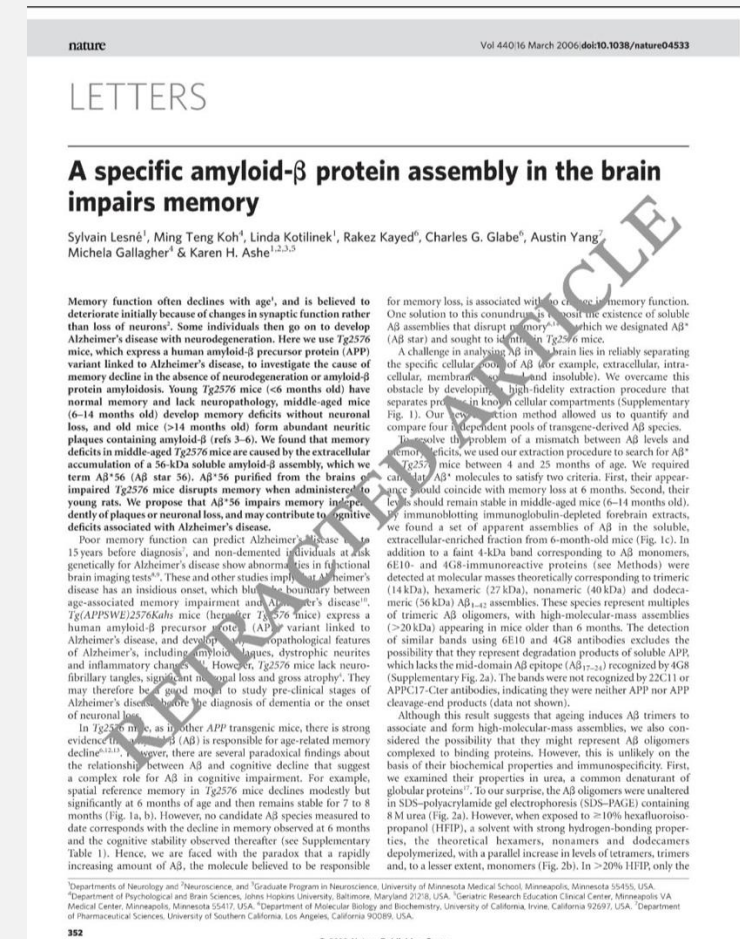 nature
Vol 440|16 March 2006|doi:10.1038/nature04533
LETTERS
A specific amyloid-β protein assembly in the brain
impairs memory
Sylvain Lesné¹, Ming Teng Koh⁴, Linda Kotilinek¹, Rakez Kayed⁶, Charles G. Glabe⁶, Austin Yang⁷,
Michela Gallagher⁴ & Karen H. Ashe¹,²,³,⁵
Memory function often declines with age¹, and is believed to
deteriorate initially because of changes in synaptic function rather
than loss of neurons². Some individuals then go on to develop
Alzheimer's disease with neurodegeneration. Here we use Tg2576
mice, which express a human amyloid-β precursor protein (APP)
variant linked to Alzheimer's disease, to investigate the cause of
memory decline in the absence of neurodegeneration or amyloid-β
protein amyloidosis. Young Tg2576 mice (<6 months old) have
normal memory and lack neuropathology, middle-aged mice
(6–14 months old) develop memory deficits without neuronal
loss, and old mice (>14 months old) form abundant neuritic
plaques containing amyloid-β (refs 3–6). We found that memory
deficits in middle-aged Tg2576 mice are caused by the extracellular
accumulation of a 56-kDa soluble amyloid-β assembly, which we
term Aβ*56 (Aβ star 56). Aβ*56 purified from the brains of
impaired Tg2576 mice disrupts memory when administered to
young rats. We propose that Aβ*56 impairs memory indepen-
dently of plaques or neuronal loss, and may contribute to cognitive
deficits associated with Alzheimer's disease.
Poor memory function can predict Alzheimer's disease up to
15 years before diagnosis⁷, and non-demented individuals at risk
genetically for Alzheimer's disease show abnormalities in functional
brain imaging tests⁸,⁹. These and other studies imply that Alzheimer's
disease has an insidious onset, which blurs the boundary between
age-associated memory impairment and Alzheimer's disease¹⁰.
Tg(APPSWE)2576Kahs mice (hereafter Tg2576 mice) express a
human amyloid-β precursor protein (APP) variant linked to
Alzheimer's disease, and develop neuropathological features
of Alzheimer's, including amyloid plaques, dystrophic neurites
and inflammatory changes. However, Tg2576 mice lack neuro-
fibrillary tangles, significant neuronal loss and gross atrophy⁵. They
may therefore be a good model to study pre-clinical stages of
Alzheimer's disease before the diagnosis of dementia or the onset
of neuronal loss.
In Tg2576 mice, as in other APP transgenic mice, there is strong
evidence that Aβ (Aβ) is responsible for age-related memory
decline⁶,¹²,¹³. However, there are several paradoxical findings about
the relationship between Aβ and cognitive decline that suggest
a complex role for Aβ in cognitive impairment. For example,
spatial reference memory in Tg2576 mice declines modestly but
significantly at 6 months of age and then remains stable for 7 to 8
months (Fig. 1a, b). However, no candidate Aβ species measured to
date corresponds with the decline in memory observed at 6 months
and the cognitive stability observed thereafter (see Supplementary
Table 1). Hence, we are faced with the paradox that a rapidly
increasing amount of Aβ, the molecule believed to be responsible
for memory loss, is associated with no change in memory function.
One solution to this conundrum is to posit the existence of soluble
Aβ assemblies that disrupt memory, which we designated Aβ*
(Aβ star) and sought to identify in Tg2576 mice.
A challenge in analysing Aβ in the brain lies in reliably separating
the specific cellular pools of Aβ (for example, extracellular, intra-
cellular, membrane and insoluble). We overcame this
obstacle by developing a high-fidelity extraction procedure that
separates proteins in known cellular compartments (Supplementary
Fig. 1). Our new extraction method allowed us to quantify and
compare four independent pools of transgene-derived Aβ species.
To resolve the problem of a mismatch between Aβ levels and
memory deficits, we used our extraction procedure to search for Aβ*
in Tg2576 mice between 4 and 25 months of age. We required
candidate Aβ* molecules to satisfy two criteria. First, their appear-
ance should coincide with memory loss at 6 months. Second, their
levels should remain stable in middle-aged mice (6–14 months old).
By immunoblotting immunoglobulin-depleted forebrain extracts,
we found a set of apparent assemblies of Aβ in the soluble,
extracellular-enriched fraction from 6-month-old mice (Fig. 1c). In
addition to a faint 4-kDa band corresponding to Aβ monomers,
6E10- and 4G8-immunoreactive proteins (see Methods) were
detected at molecular masses theoretically corresponding to trimeric
(14 kDa), hexameric (27 kDa), nonameric (40 kDa) and dodeca-
meric (56 kDa) Aβ₁₋₄₂ assemblies. These species represent multiples
of trimeric Aβ oligomers, with high-molecular-mass assemblies
(>20 kDa) appearing in mice older than 6 months. The detection
of similar bands using 6E10 and 4G8 antibodies excludes the
possibility that they represent degradation products of soluble APP,
which lacks the mid-domain Aβ epitope (Aβ₁₇₋₂₄) recognized by 4G8
(Supplementary Fig. 2a). The bands were not recognized by 22C11 or
APPC17-Cter antibodies, indicating they were neither APP nor APP
cleavage-end products (data not shown).
Although this result suggests that ageing induces Aβ trimers to
associate and form high-molecular-mass assemblies, we also con-
sidered the possibility that they might represent Aβ oligomers
complexed to binding proteins. However, this is unlikely on the
basis of their biochemical properties and immunospecificity. First,
we examined their properties in urea, a common denaturant of
globular proteins¹⁷. To our surprise, the Aβ oligomers were unaltered
in SDS–polyacrylamide gel electrophoresis (SDS–PAGE) containing
8 M urea (Fig. 2a). However, when exposed to ≥10% hexafluoroiso-
propanol (HFIP), a solvent with strong hydrogen-bonding proper-
ties, the theoretical hexamers, nonamers and dodecamers
depolymerized, with a parallel increase in levels of tetramers, trimers
and, to a lesser extent, monomers (Fig. 2b). In >20% HFIP, only the
RETRACTED ARTICLE
¹Departments of Neurology and ²Neuroscience, and ³Graduate Program in Neuroscience, University of Minnesota Medical School, Minneapolis, Minnesota 55455, USA.
⁴Department of Psychological and Brain Sciences, Johns Hopkins University, Baltimore, Maryland 21218, USA. ⁵Geriatric Research Education Clinical Center, Minneapolis VA
Medical Center, Minneapolis, Minnesota 55417, USA. ⁶Department of Molecular Biology and Biochemistry, University of California, Irvine, California 92697, USA. ⁷Department
of Pharmaceutical Sciences, University of Southern California, Los Angeles, California 90089, USA.
352